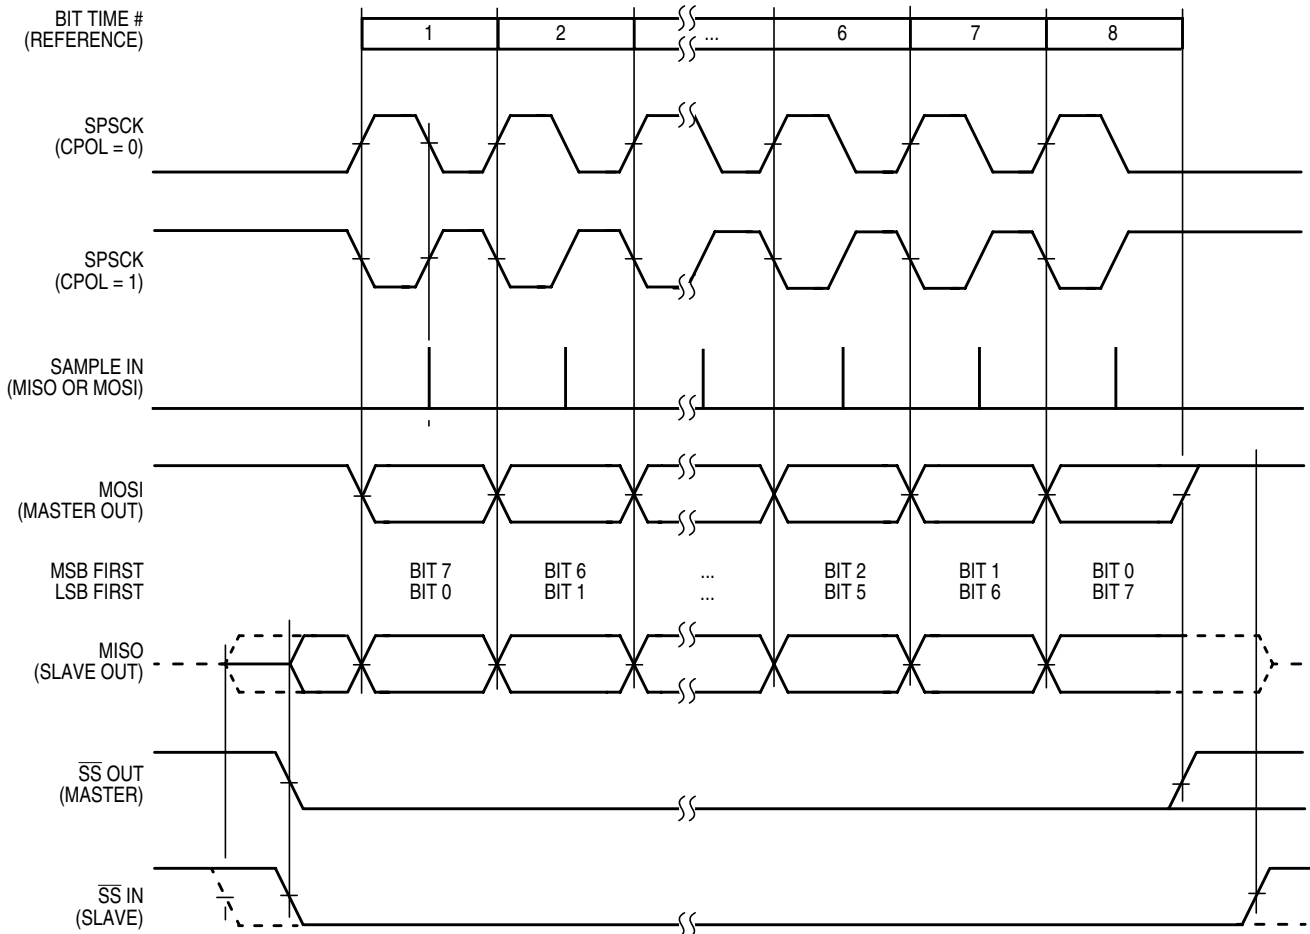 BIT TIME #
(REFERENCE)
1 2 ... 6 7 8
SPSCK
(CPOL = 0)
SPSCK
(CPOL = 1)
SAMPLE IN
(MISO OR MOSI)
MOSI
(MASTER OUT)
MSB FIRST BIT 7 BIT 6 ... BIT 2 BIT 1 BIT 0
LSB FIRST BIT 0 BIT 1 ... BIT 5 BIT 6 BIT 7
MISO
(SLAVE OUT)
S̅S̅ OUT
(MASTER)
S̅S̅ IN
(SLAVE)